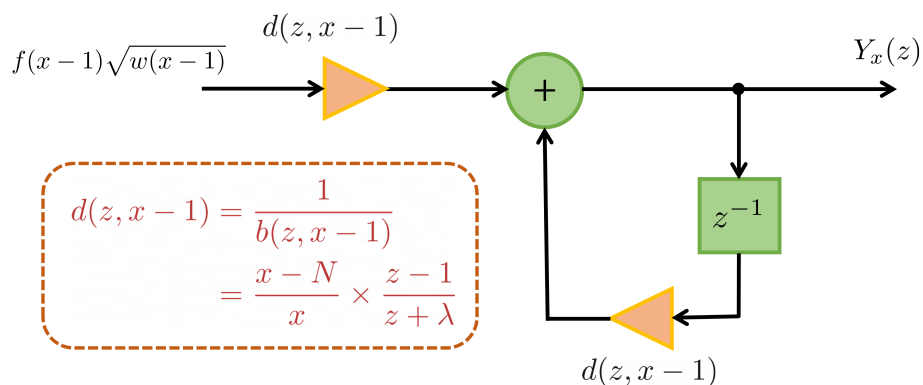 d(z, x − 1)
f(x − 1)√w(x − 1)
Y_x(z)
+
d(z, x − 1) = 1/b(z, x − 1)
= (x − N)/x × (z − 1)/(z + λ)
z⁻¹
d(z, x − 1)